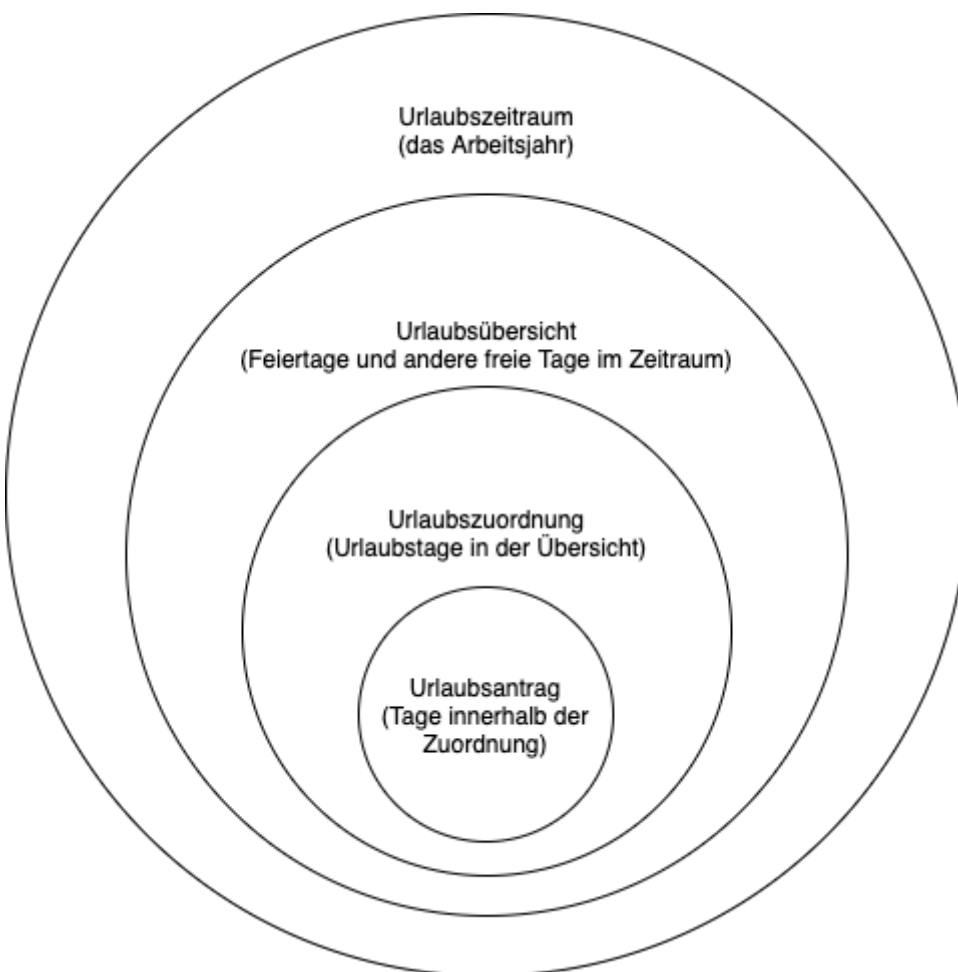 Urlaubszeitraum
(das Arbeitsjahr)
Urlaubsübersicht
(Feiertage und andere freie Tage im Zeitraum)
Urlaubszuordnung
(Urlaubstage in der Übersicht)
Urlaubsantrag
(Tage innerhalb der
Zuordnung)